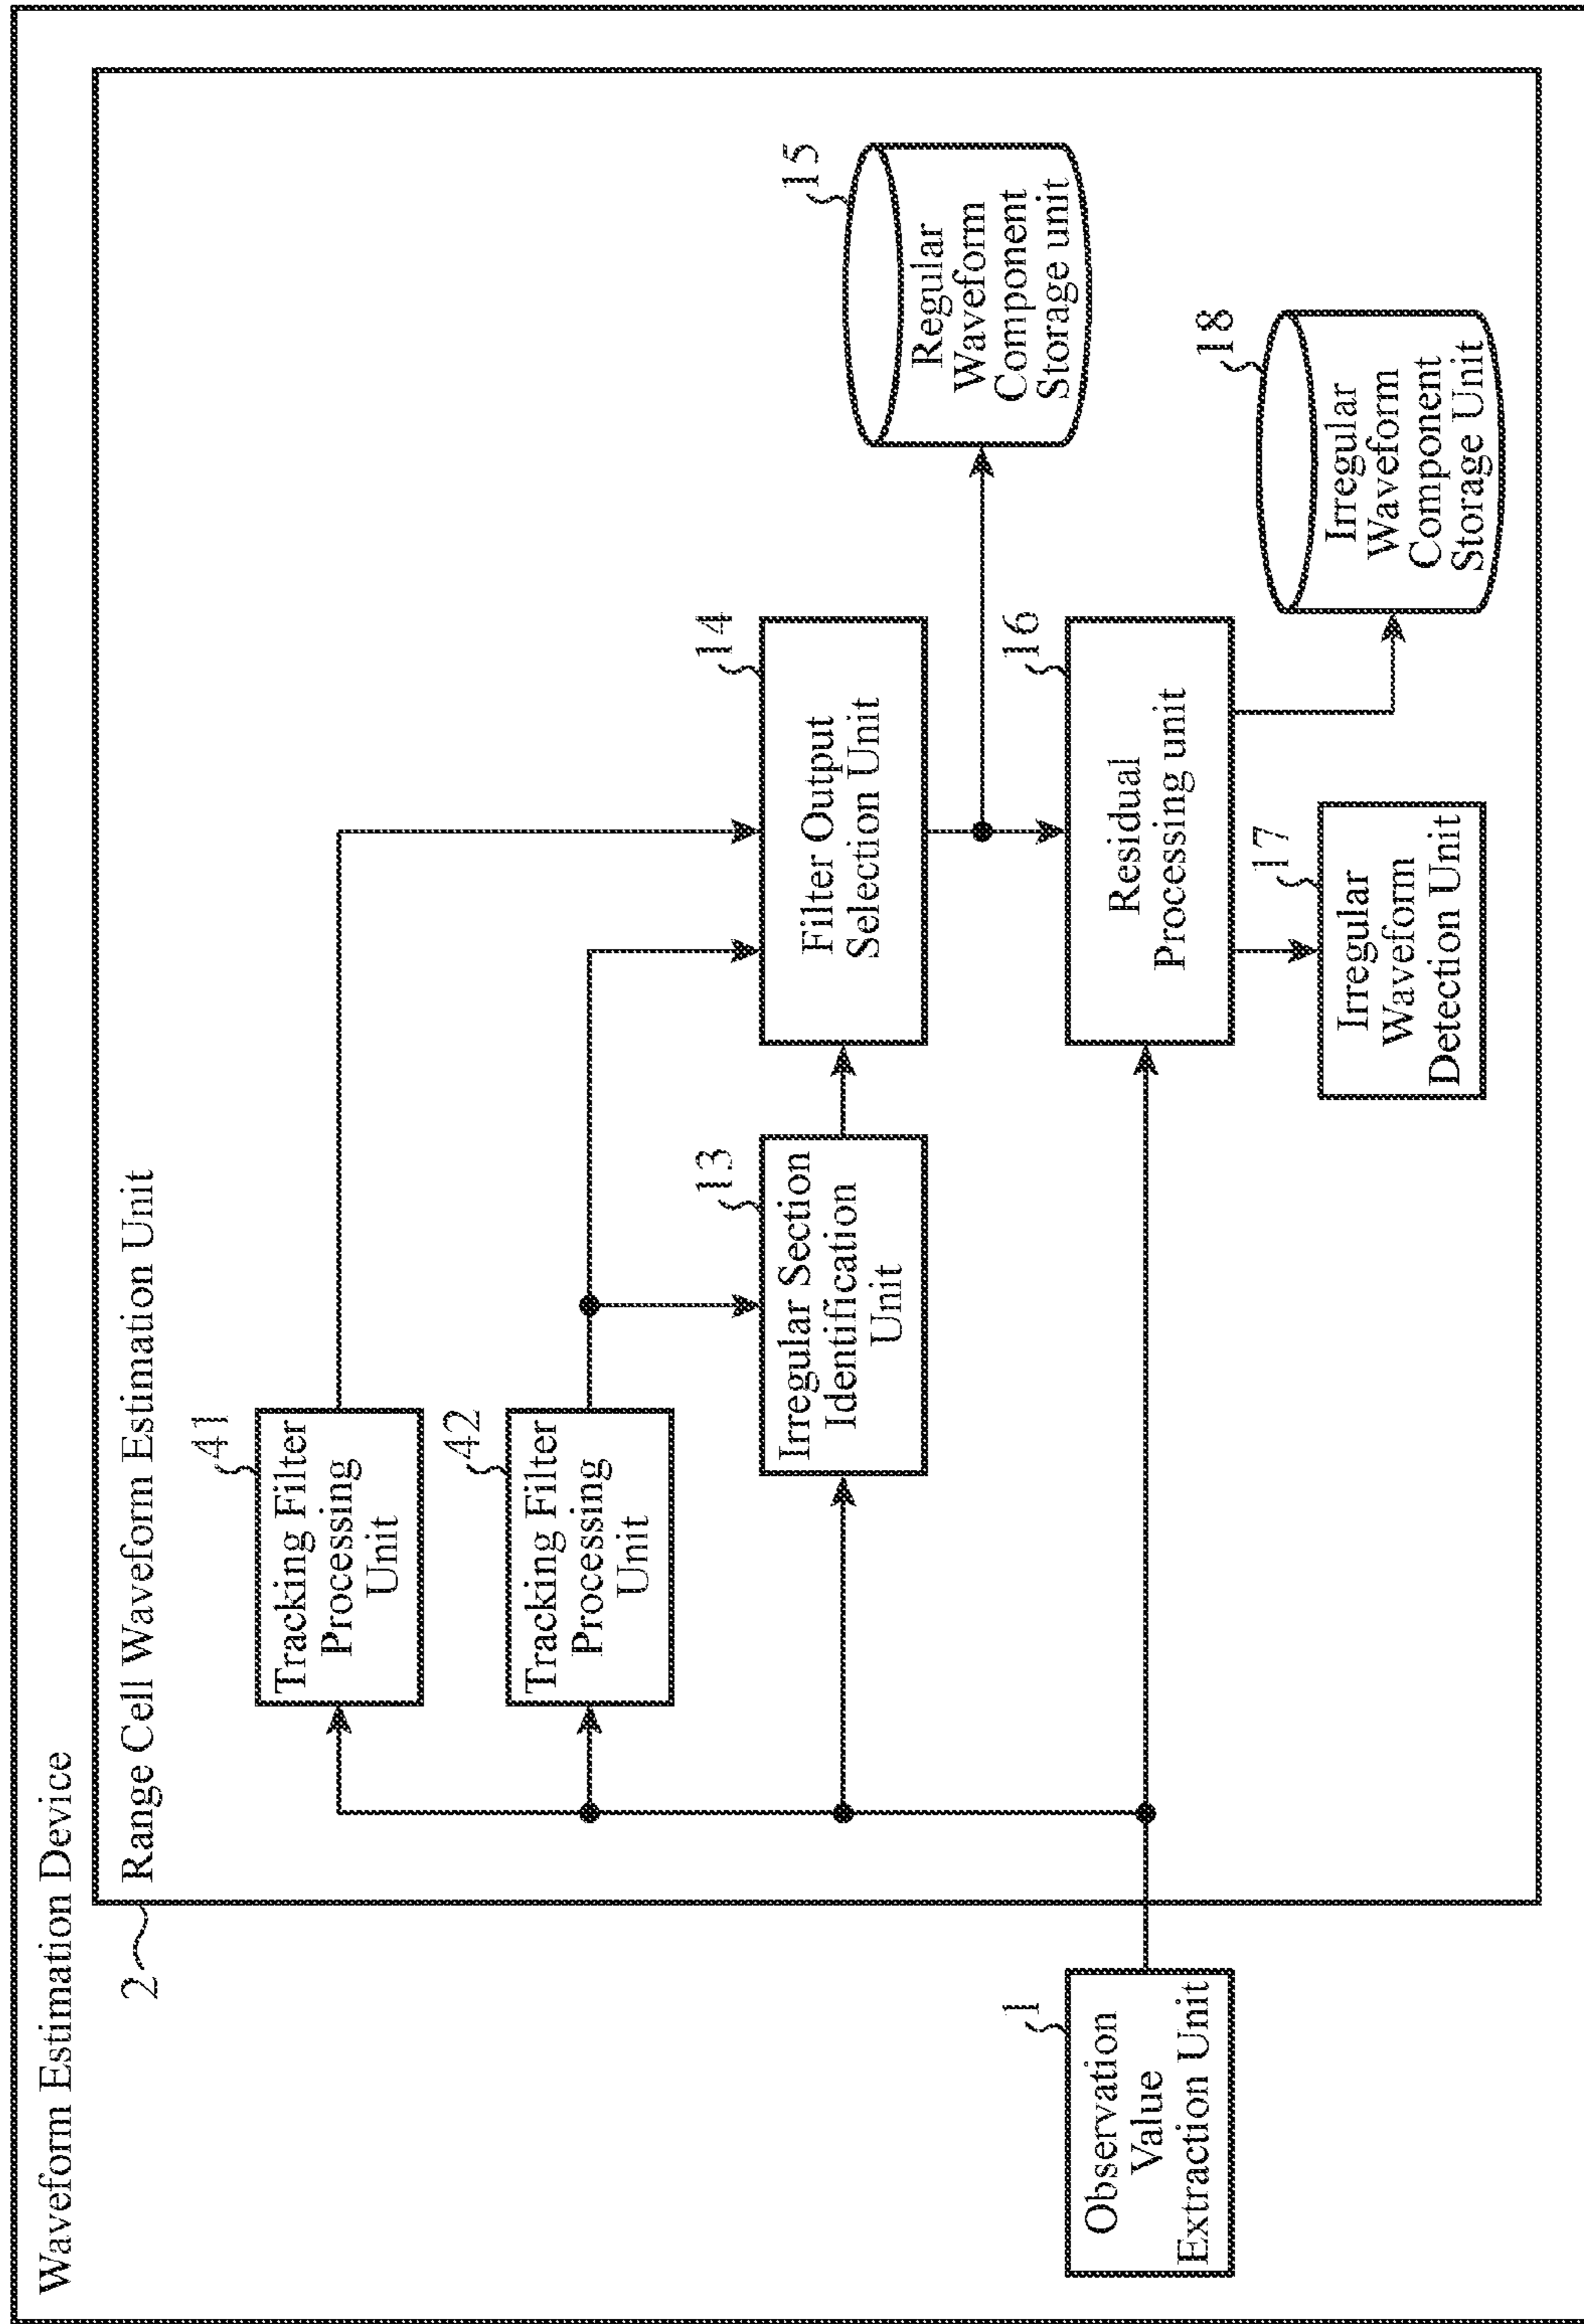 Waveform Estimation Device
2
Range Cell Waveform Estimation Unit
41
Tracking Filter
Processing
Unit
42
Tracking Filter
Processing
Unit
13
Irregular Section
Identification
Unit
14
Filter Output
Selection Unit
15
Regular
Waveform
Component
Storage unit
1
Observation
Value
Extraction Unit
16
Residual
Processing unit
17
Irregular
Waveform
Detection Unit
18
Irregular
Waveform
Component
Storage Unit